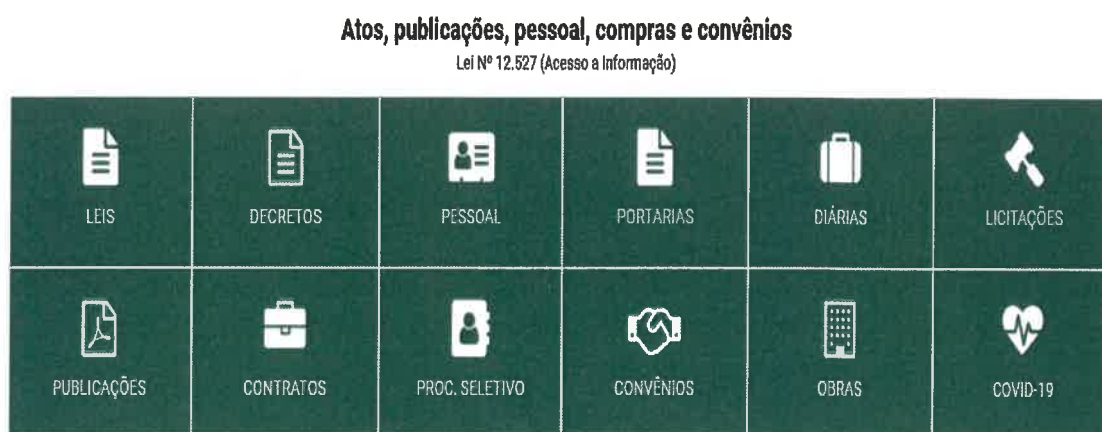 Atos, publicações, pessoal, compras e convênios
Lei Nº 12.527 (Acesso a Informação)
LEIS
DECRETOS
PESSOAL
PORTARIAS
DIÁRIAS
LICITAÇÕES
PUBLICAÇÕES
CONTRATOS
PROC. SELETIVO
CONVÊNIOS
OBRAS
COVID-19